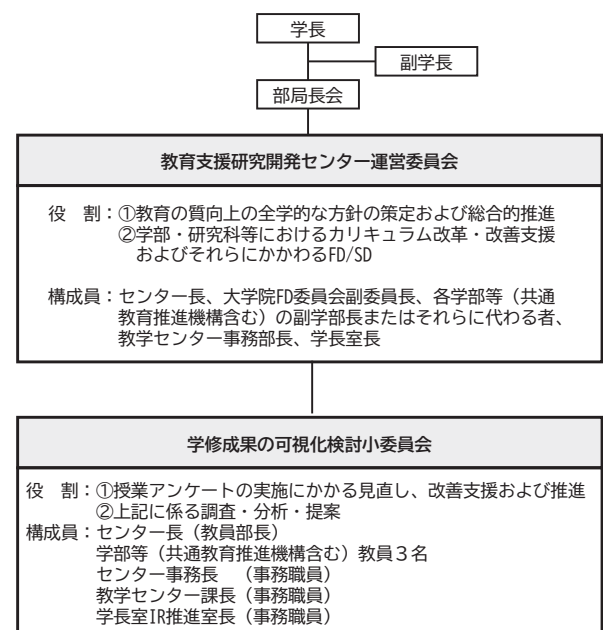 学長
副学長
部局長会
教育支援研究開発センター運営委員会
役　割：①教育の質向上の全学的な方針の策定および総合的推進
②学部・研究科等におけるカリキュラム改革・改善支援
およびそれらにかかわるFD/SD
構成員：センター長、大学院FD委員会副委員長、各学部等（共通
教育推進機構含む）の副学部長またはそれらに代わる者、
教学センター事務部長、学長室長
学修成果の可視化検討小委員会
役　割：①授業アンケートの実施にかかる見直し、改善支援および推進
②上記に係る調査・分析・提案
構成員：センター長（教員部長）
学部等（共通教育推進機構含む）教員３名
センター事務長　（事務職員）
教学センター課長（事務職員）
学長室IR推進室長（事務職員）